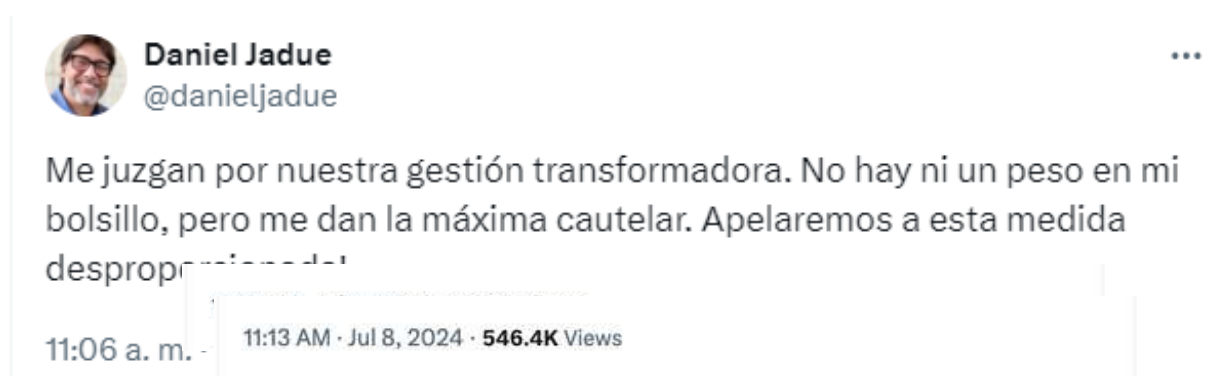 Daniel Jadue
@danieljadue
Me juzgan por nuestra gestión transformadora. No hay ni un peso en mi
bolsillo, pero me dan la máxima cautelar. Apelaremos a esta medida
11:06 a. m. ·
11:13 AM · Jul 8, 2024 · 546.4K Views